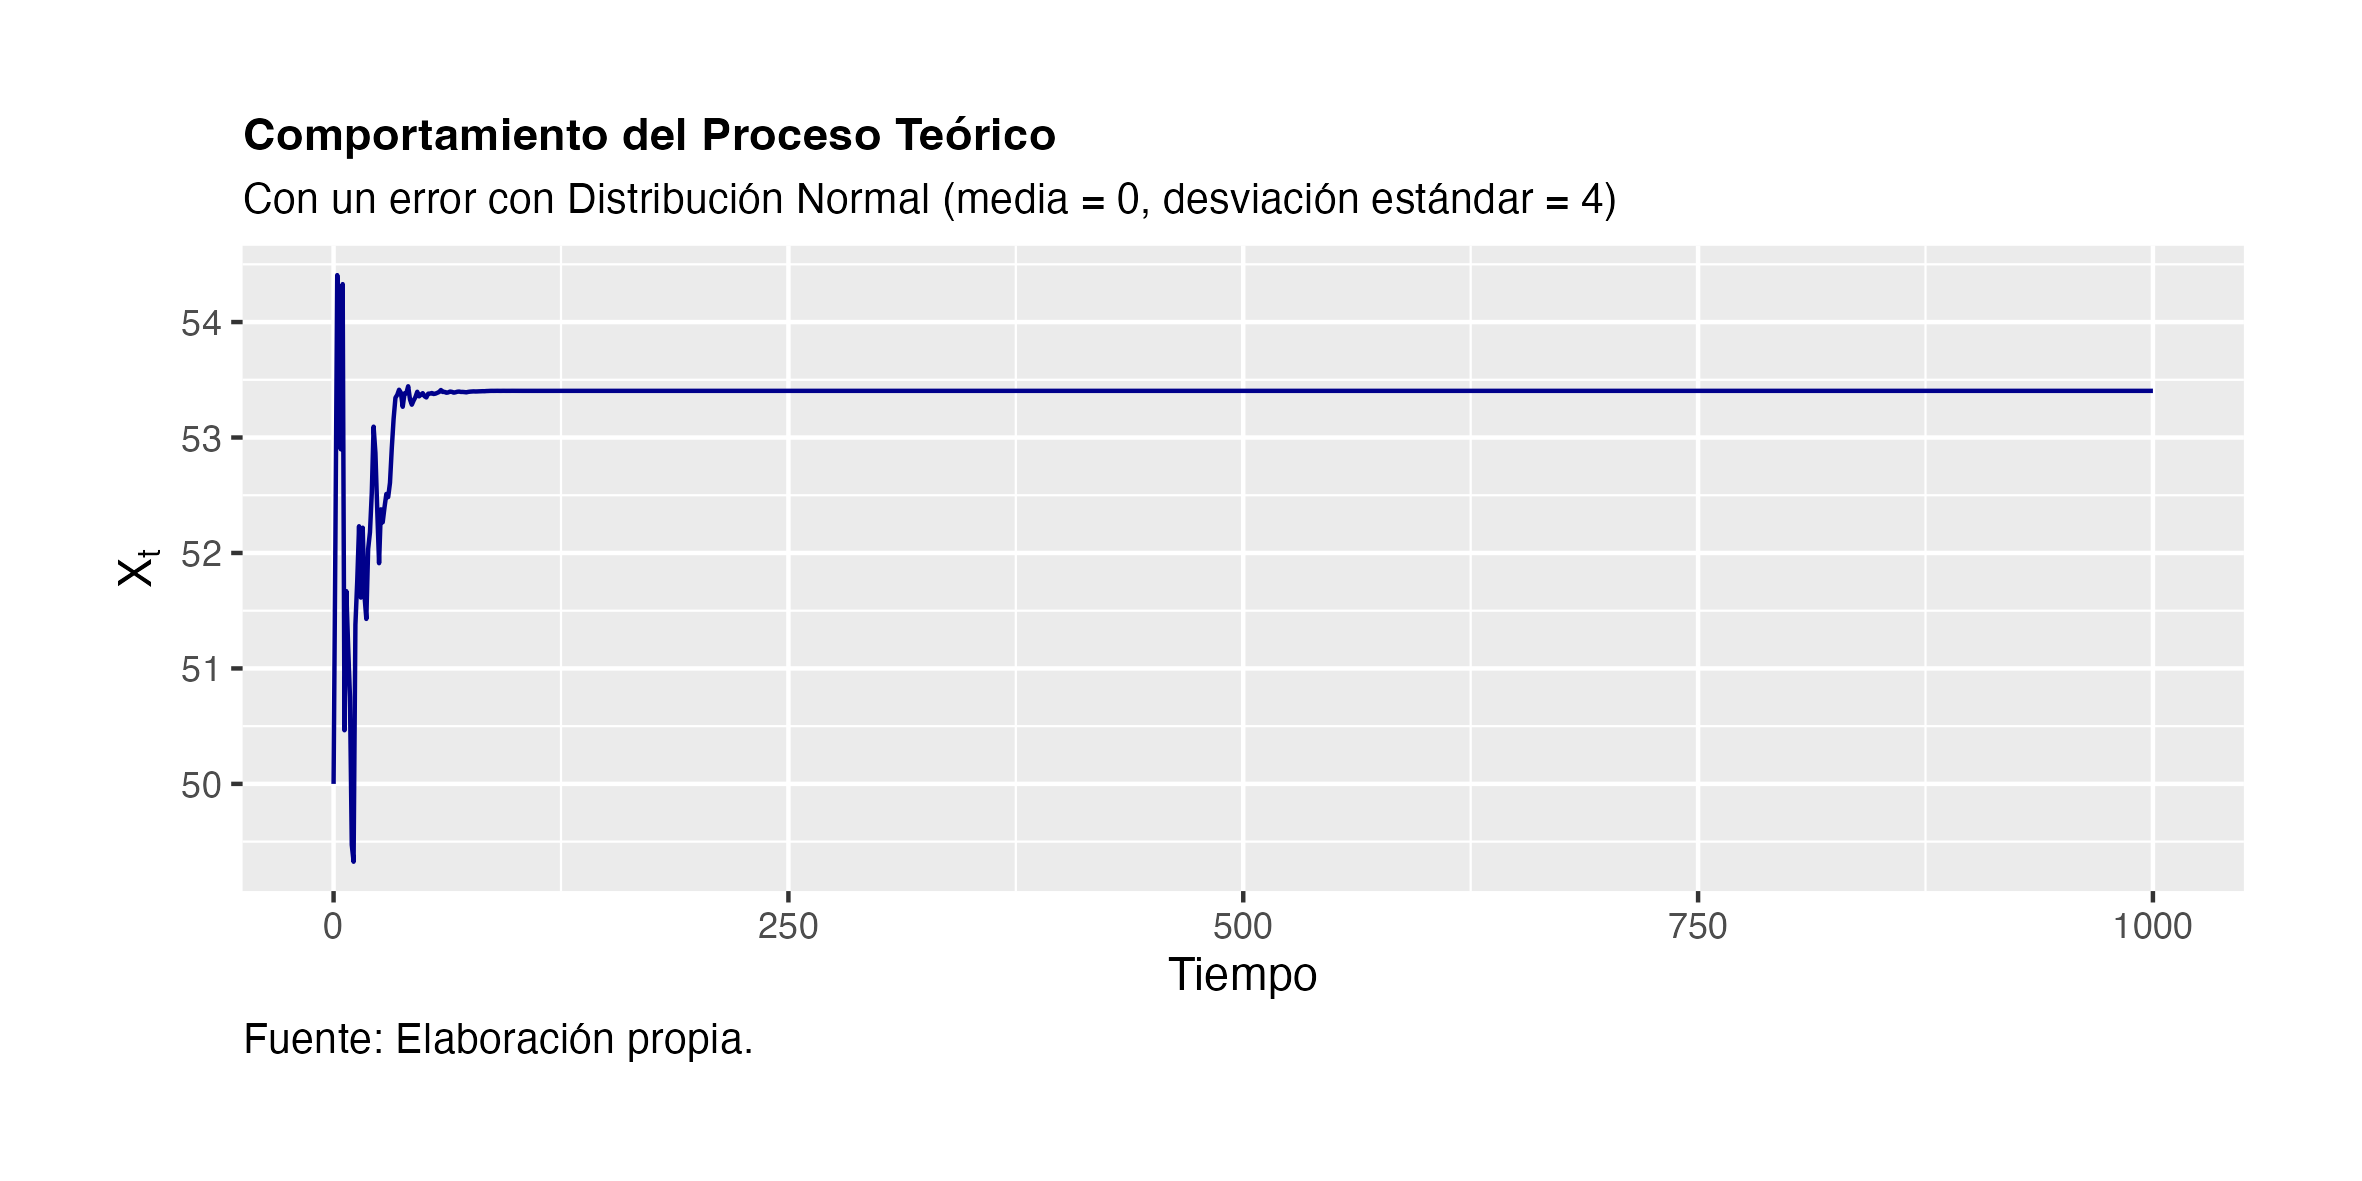 Comportamiento del Proceso Teórico
Con un error con Distribución Normal (media = 0, desviación estándar = 4)
54
53
52
51
50
Xt
0 250 500 750 1000
Tiempo
Fuente: Elaboración propia.